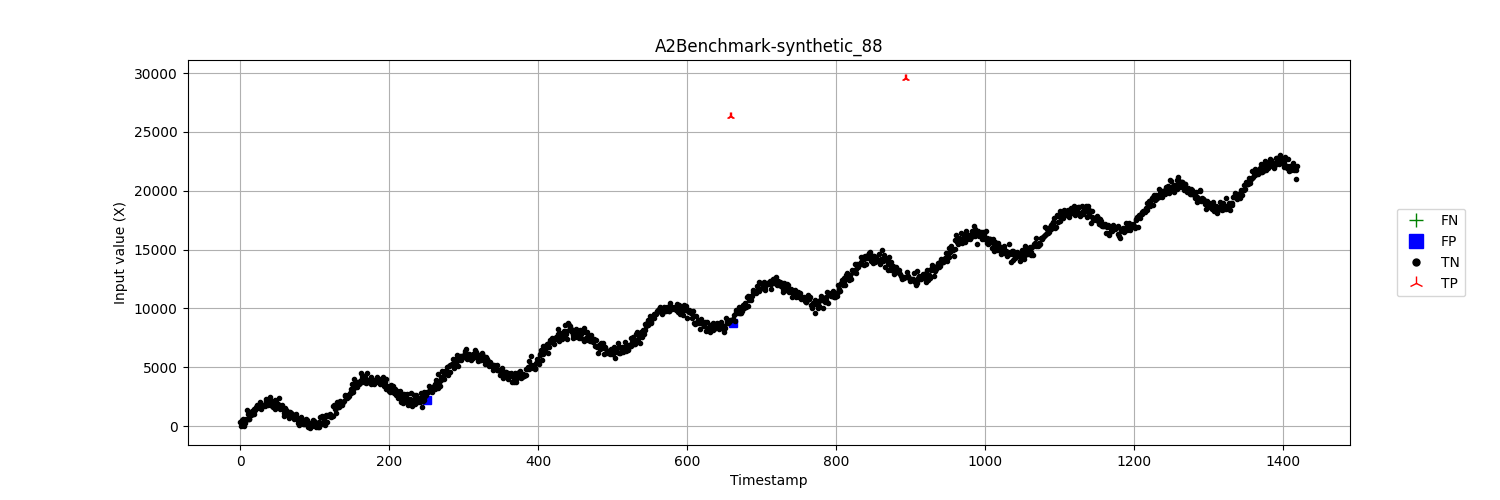 A2Benchmark-synthetic_88
30000
25000
20000
15000
10000
5000
0
Input value (X)
0 200 400 600 800 1000 1200 1400
Timestamp
FN
FP
TN
TP